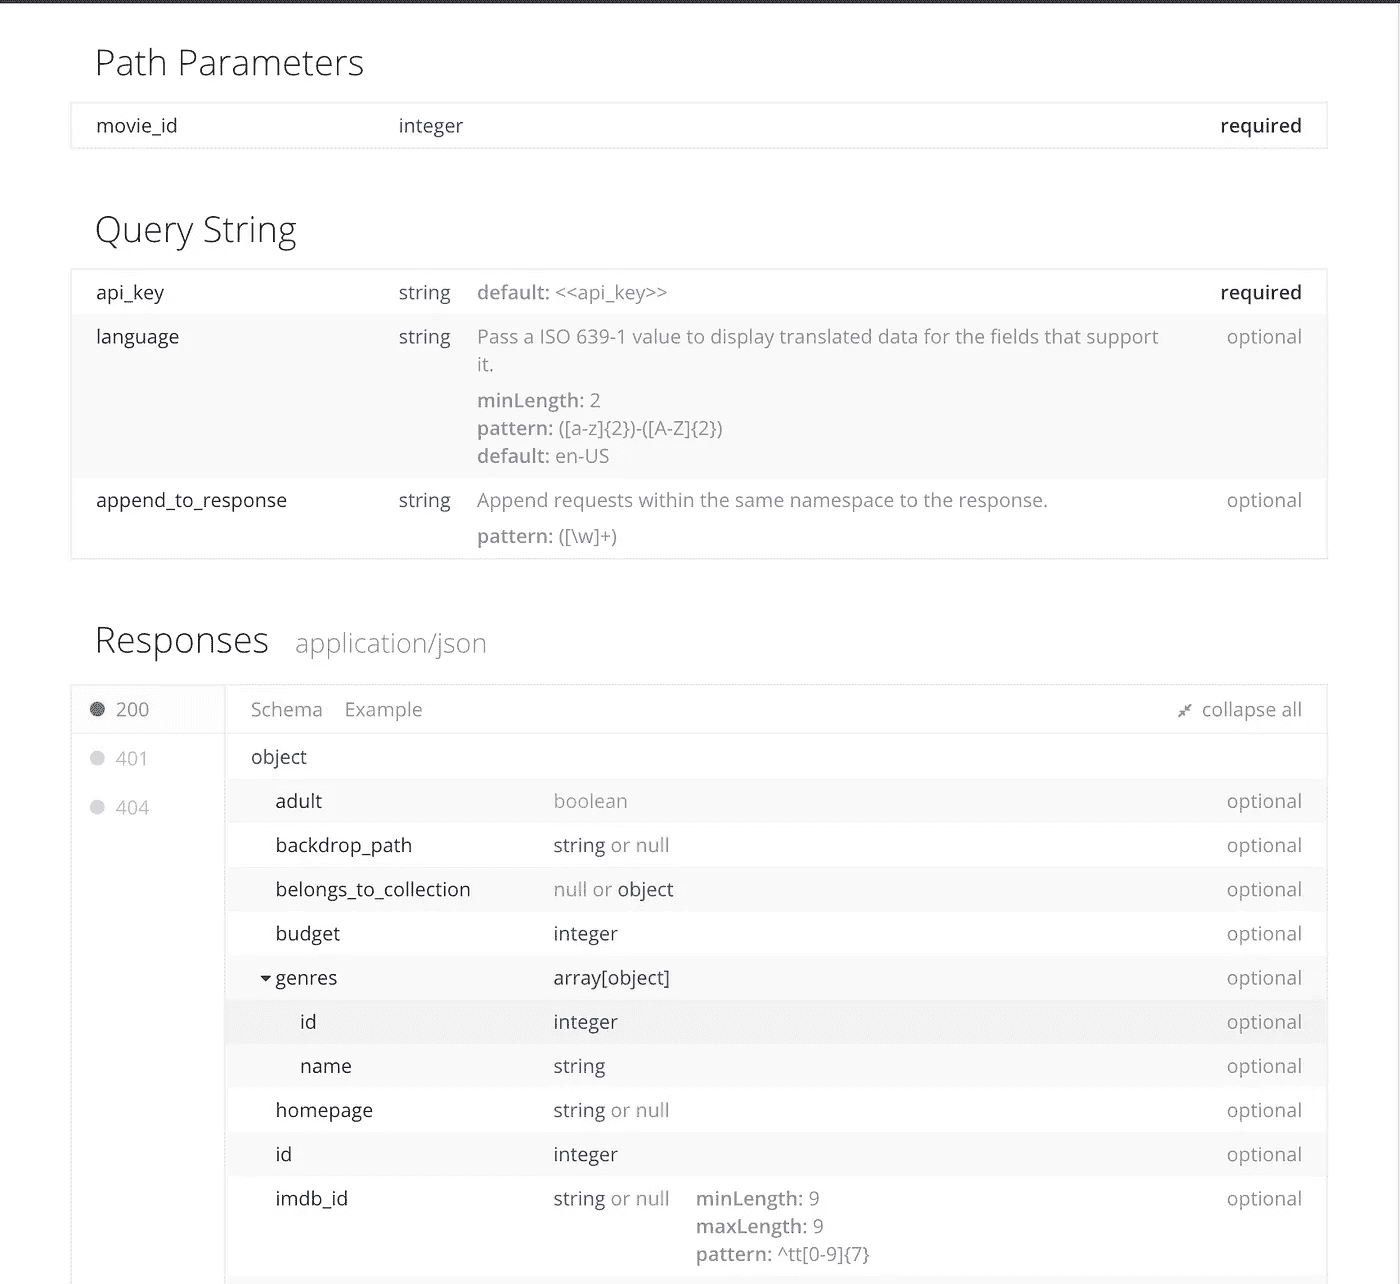 Path Parameters
movie_id integer required
Query String
api_key string default: <<api_key>> required
language string Pass a ISO 639-1 value to display translated data for the fields that support optional
it.
minLength: 2
pattern: ([a-z]{2})-([A-Z]{2})
default: en-US
append_to_response string Append requests within the same namespace to the response. optional
pattern: ([\w]+)
Responses application/json
200 Schema Example collapse all
401 object
adult boolean optional
404
backdrop_path string or null optional
belongs_to_collection null or object optional
budget integer optional
genres array[object] optional
id integer optional
name string optional
homepage string or null optional
id integer optional
imdb_id string or null minLength: 9 optional
maxLength: 9
pattern: ^tt[0-9]{7}